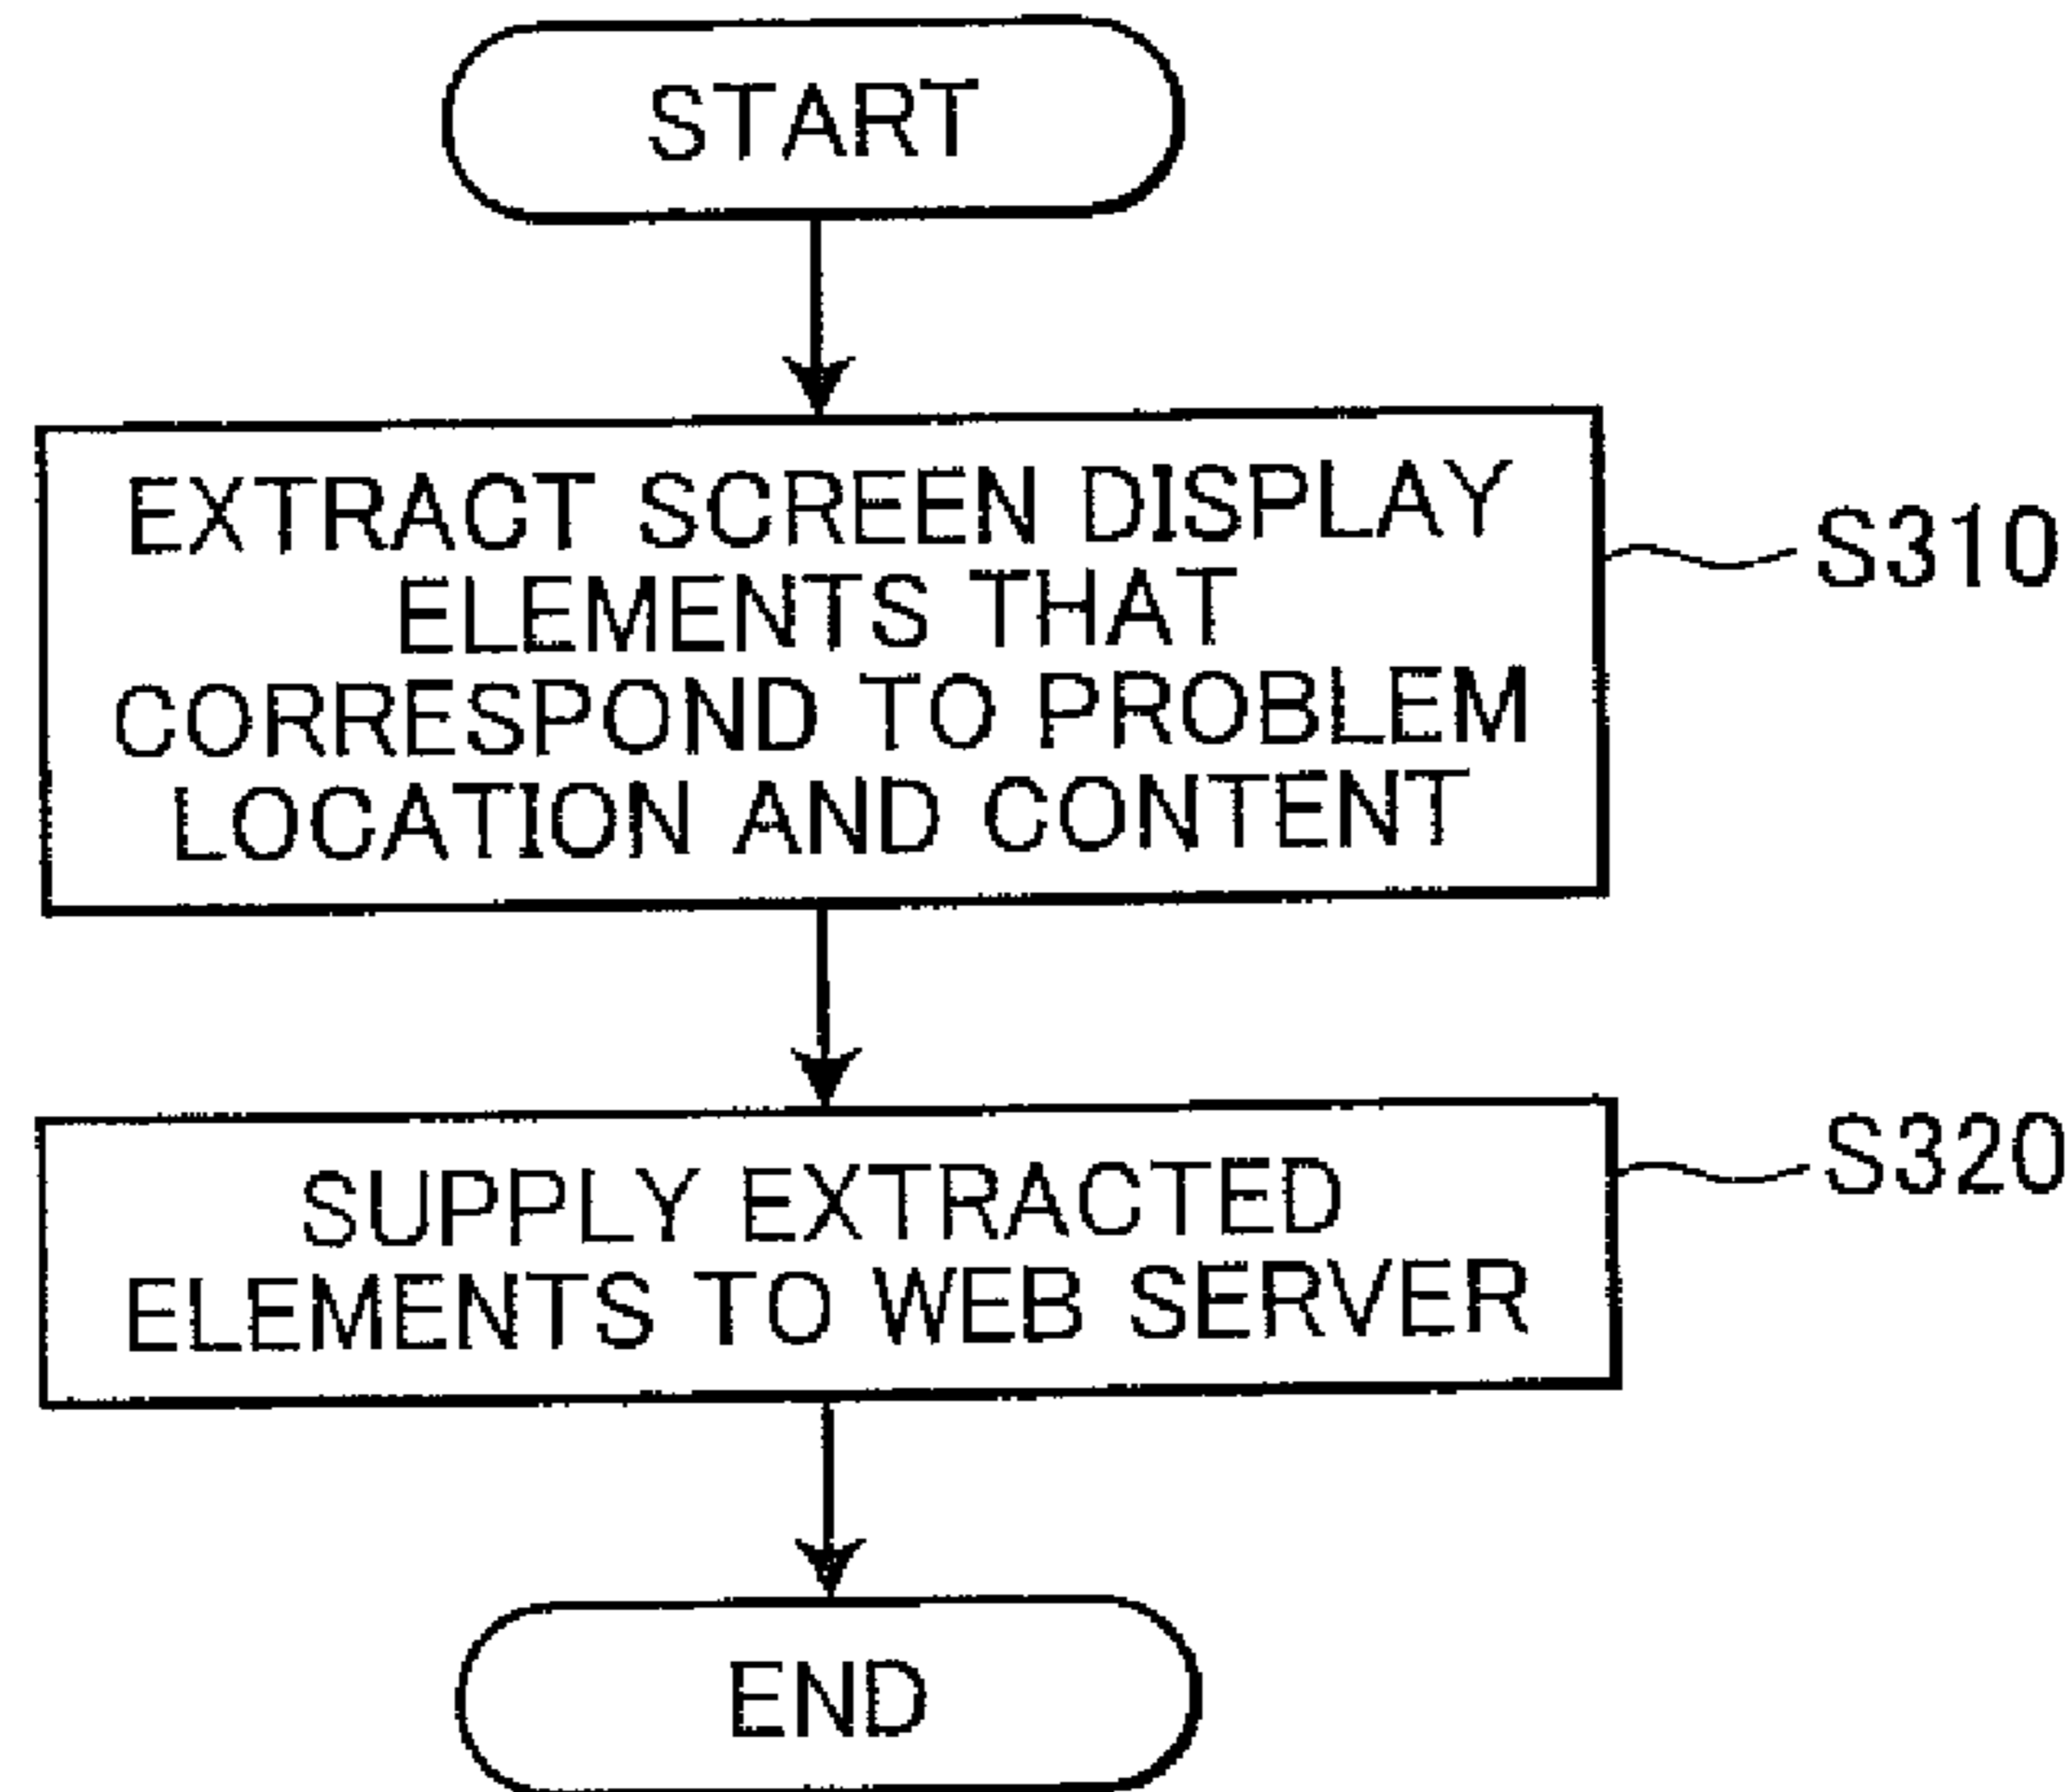 START
EXTRACT SCREEN DISPLAY
ELEMENTS THAT
CORRESPOND TO PROBLEM
LOCATION AND CONTENT
S310
SUPPLY EXTRACTED
ELEMENTS TO WEB SERVER
S320
END